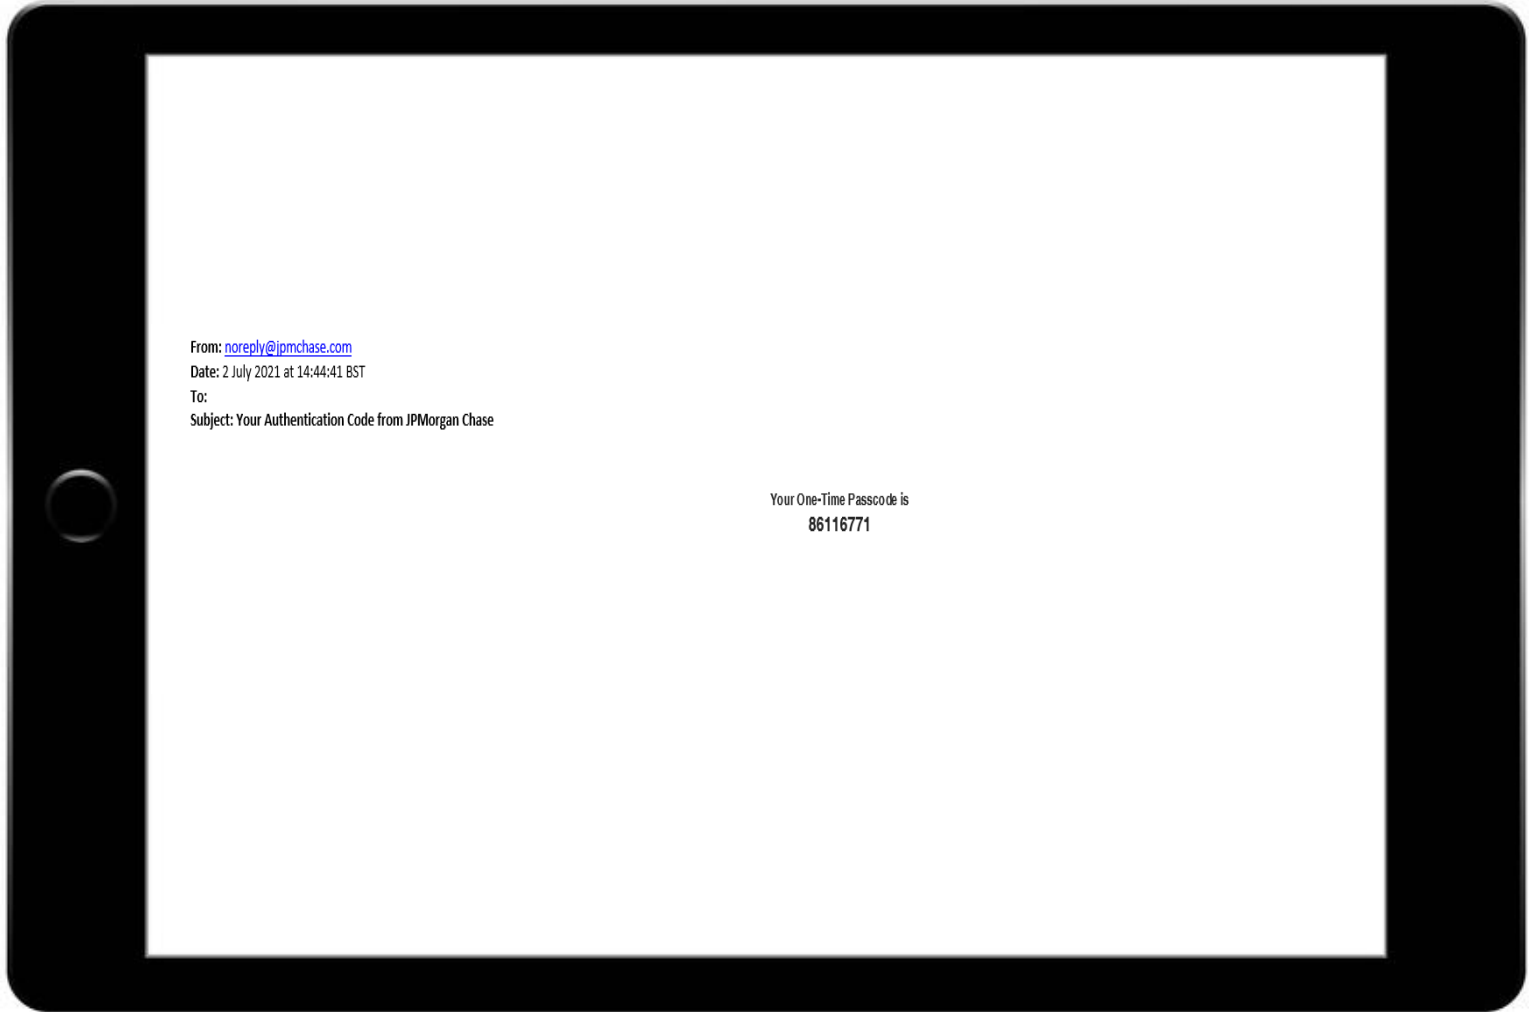 From: noreply@jpmchase.com
Date: 2 July 2021 at 14:44:41 BST
To:
Subject: Your Authentication Code from JPMorgan Chase
Your One-Time Passcode is
86116771